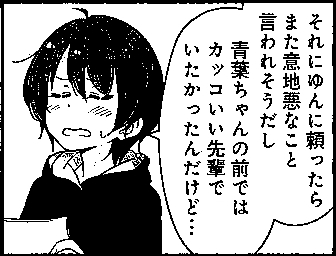 それにゆんに頼ったら
また意地悪なこと
言われそうだし
青葉ちゃんの前では
カッコいい先輩で
いたかったんだけど…